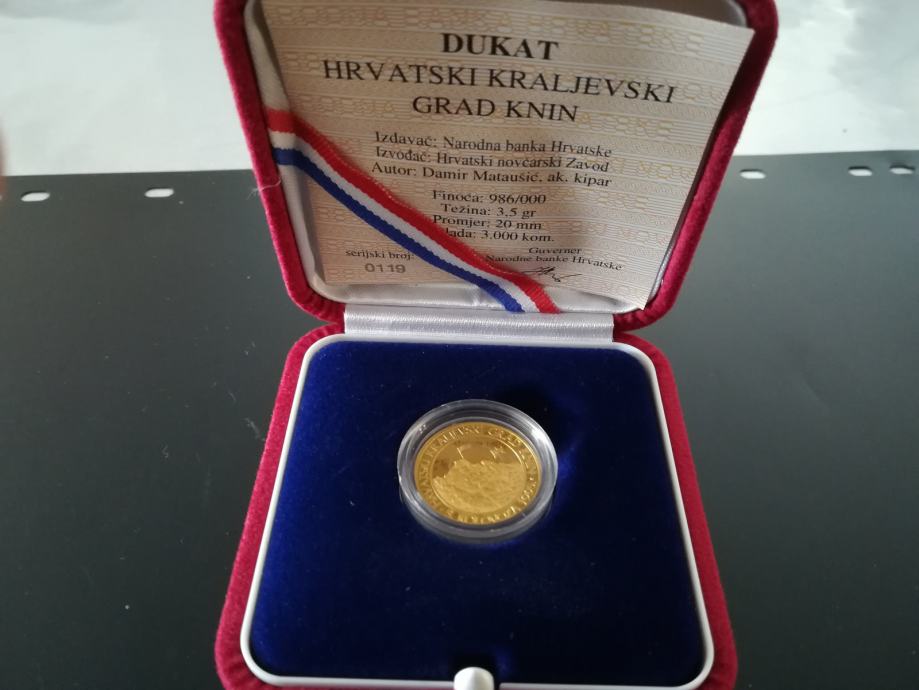 DUKAT
HRVATSKI KRALJEVSKI
GRAD KNIN
Izdavač: Narodna banka Hrvatske
Izvođač: Hrvatski novčarski Zavod
Autor: Damir Mataušić, ak. kipar
Finoća: 986/000
Težina: 3,5 gr
Promjer: 20 mm
3.000 kom.
Guverner
serijski broj:
Narodne banke Hrvatske
0119